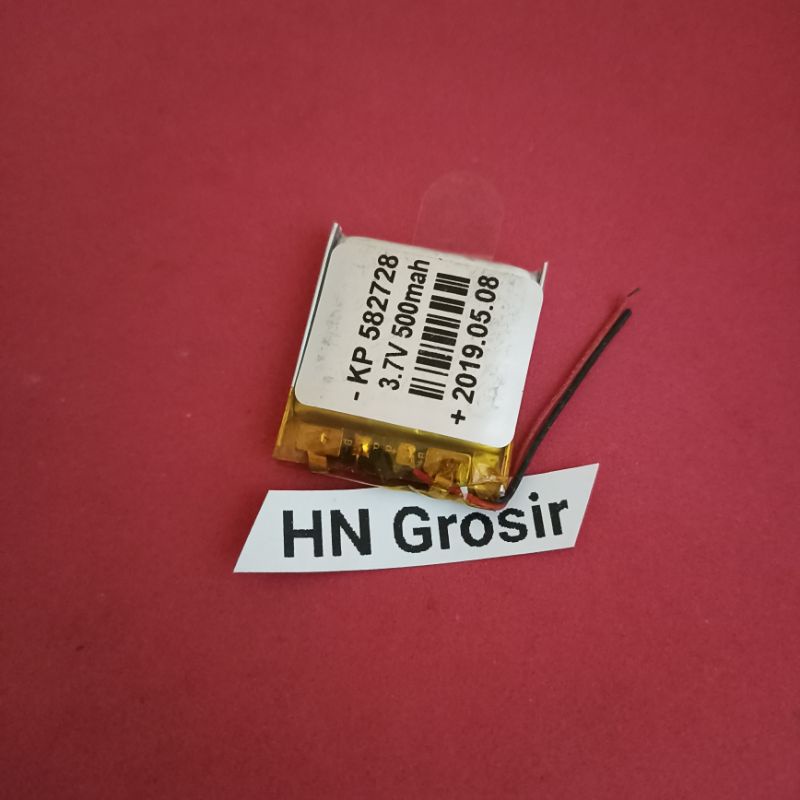 - KP 582728
3.7V 500mah
+ 2019.05.08
HN Grosir